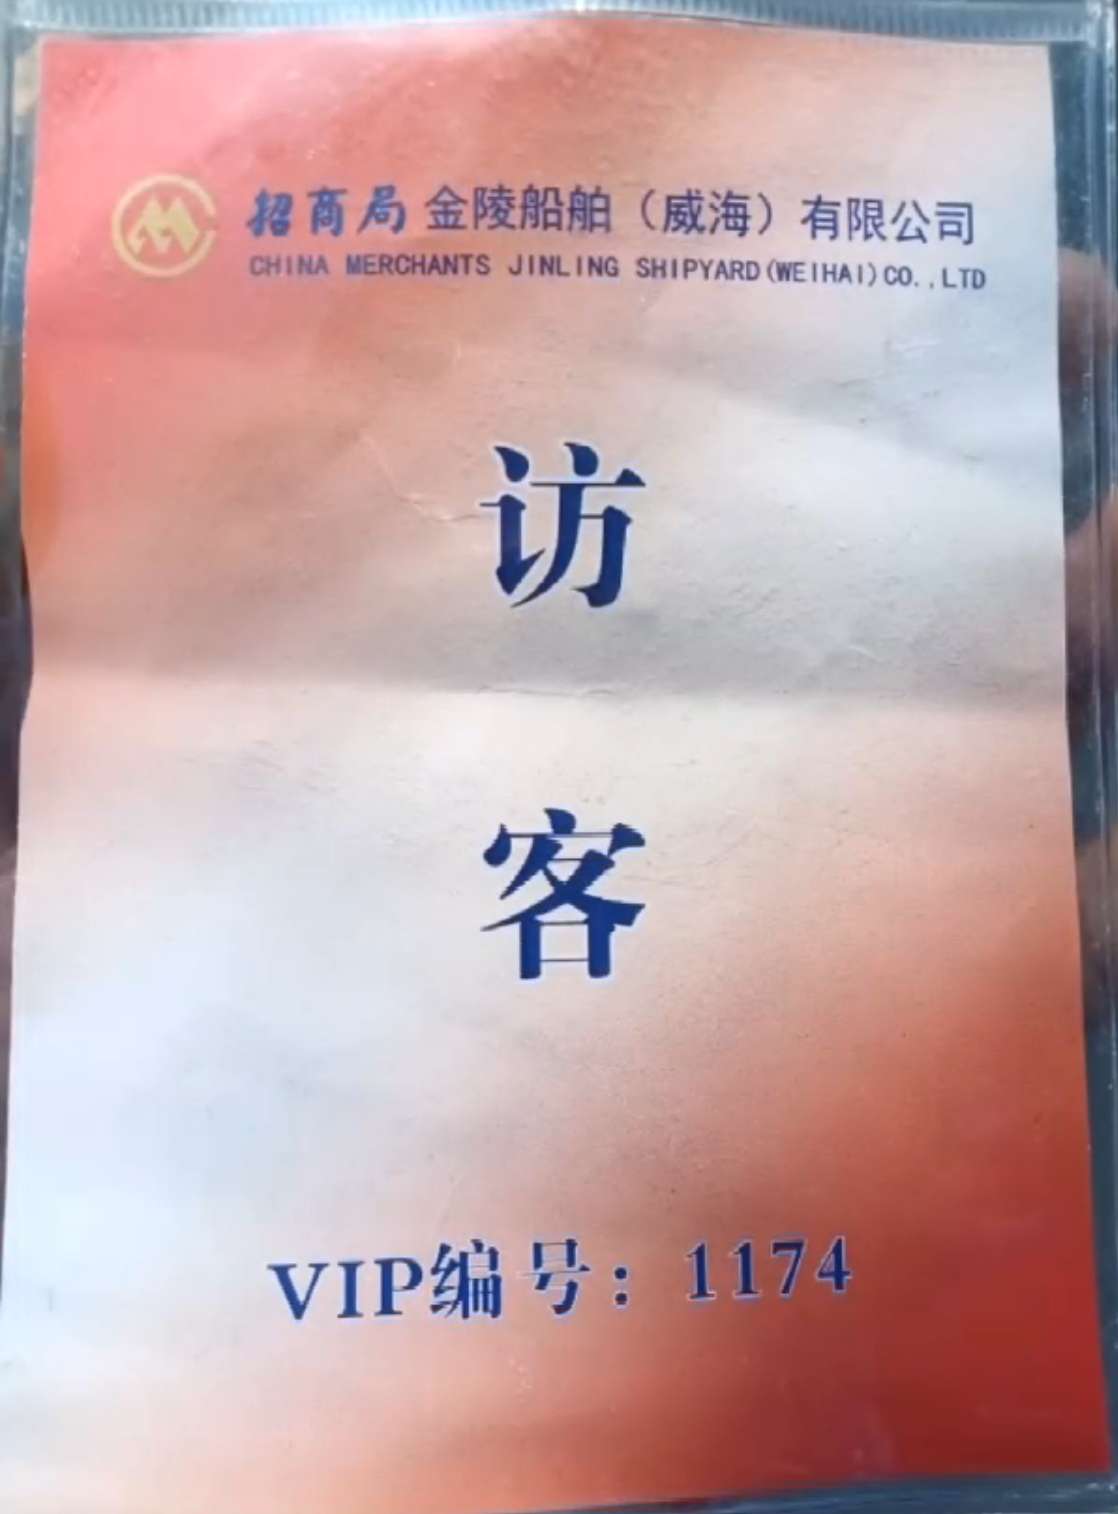 招商局 金陵船舶（威海）有限公司
CHINA MERCHANTS JINLING SHIPYARD(WEIHAI)CO.,LTD
访
客
VIP编号：1174